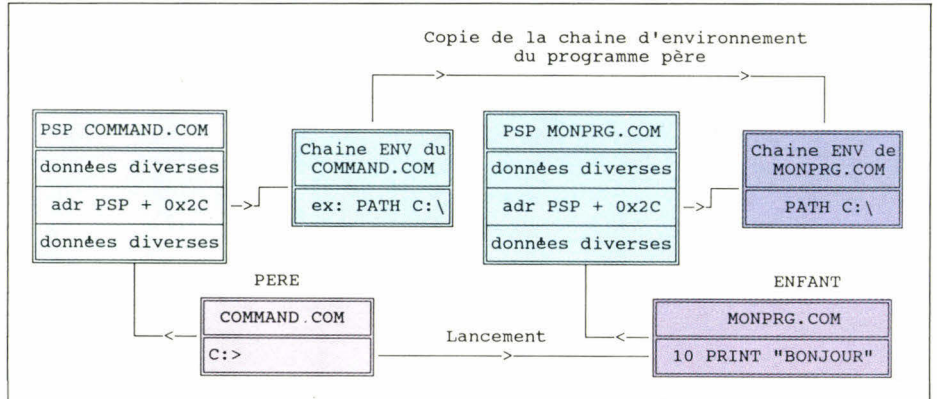 Copie de la chaine d'environnement
du programme père
PSP COMMAND.COM
données diverses
adr PSP + 0x2C
données diverses
Chaine ENV du
COMMAND.COM
ex: PATH C:\
PSP MONPRG.COM
données diverses
adr PSP + 0x2C
données diverses
Chaine ENV de
MONPRG.COM
PATH C:\
PERE
COMMAND.COM
C:>
Lancement
ENFANT
MONPRG.COM
10 PRINT "BONJOUR"